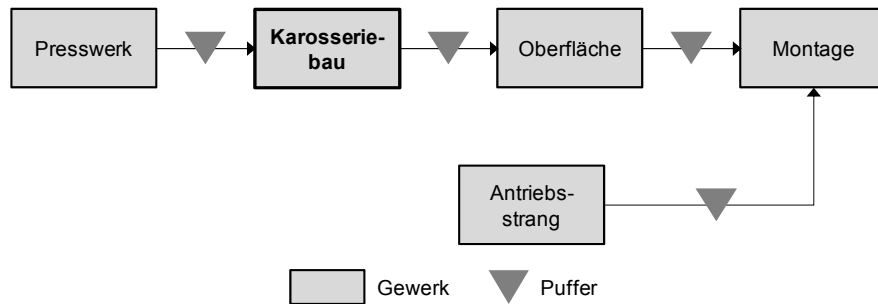 Presswerk
Karosserie-
bau
Oberfläche
Montage
Antriebs-
strang
Gewerk
Puffer